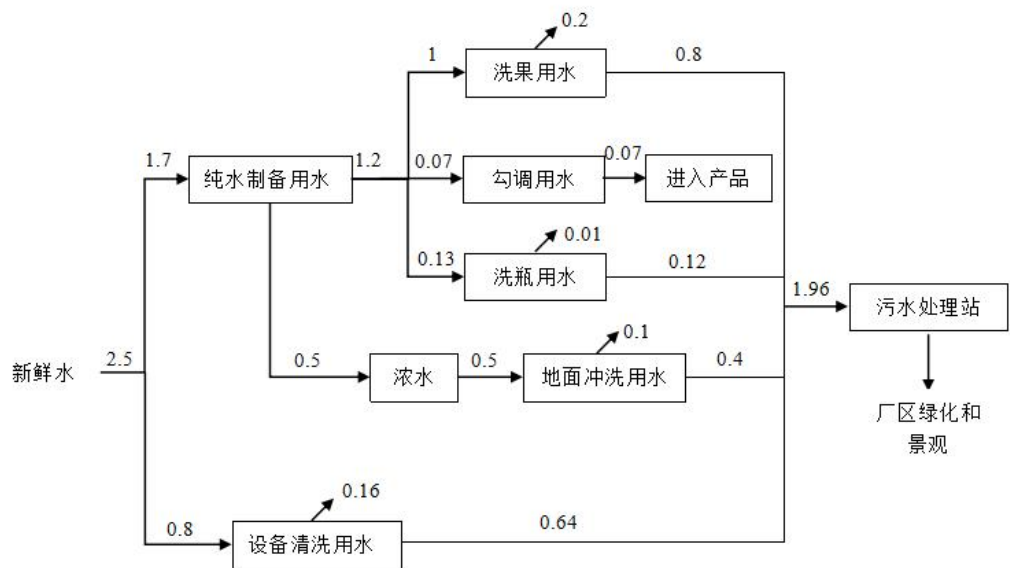 0.2
1
洗果用水
0.8
1.7
纯水制备用水
1.2
0.07
勾调用水
0.07
进入产品
0.01
0.13
洗瓶用水
0.12
1.96
污水处理站
新鲜水
2.5
0.5
浓水
0.5
0.1
地面冲洗用水
0.4
厂区绿化和
景观
0.16
0.8
设备清洗用水
0.64